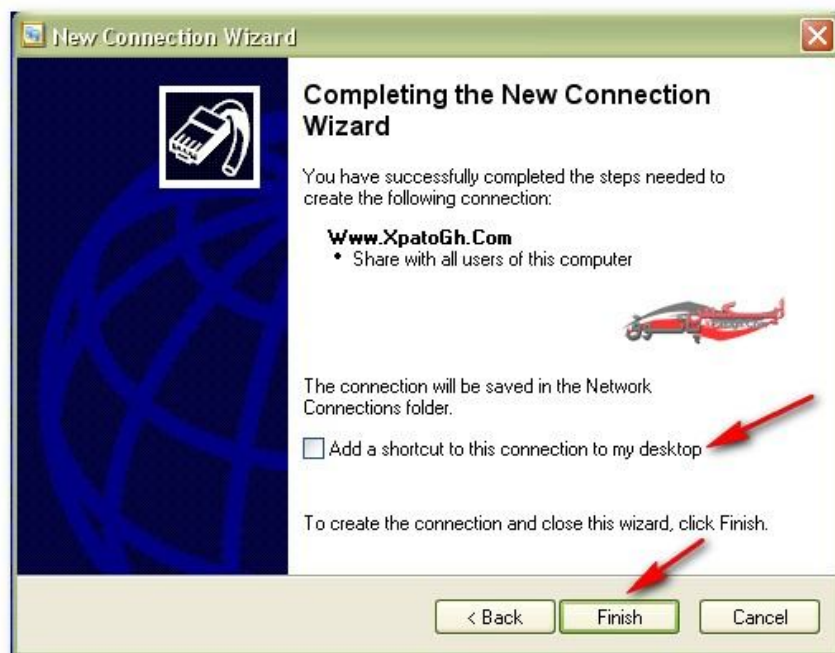 New Connection Wizard
Completing the New Connection
Wizard
You have successfully completed the steps needed to
create the following connection:
Www.XpatoGh.Com
• Share with all users of this computer
The connection will be saved in the Network
Connections folder.
Add a shortcut to this connection to my desktop
To create the connection and close this wizard, click Finish.
< Back Finish Cancel